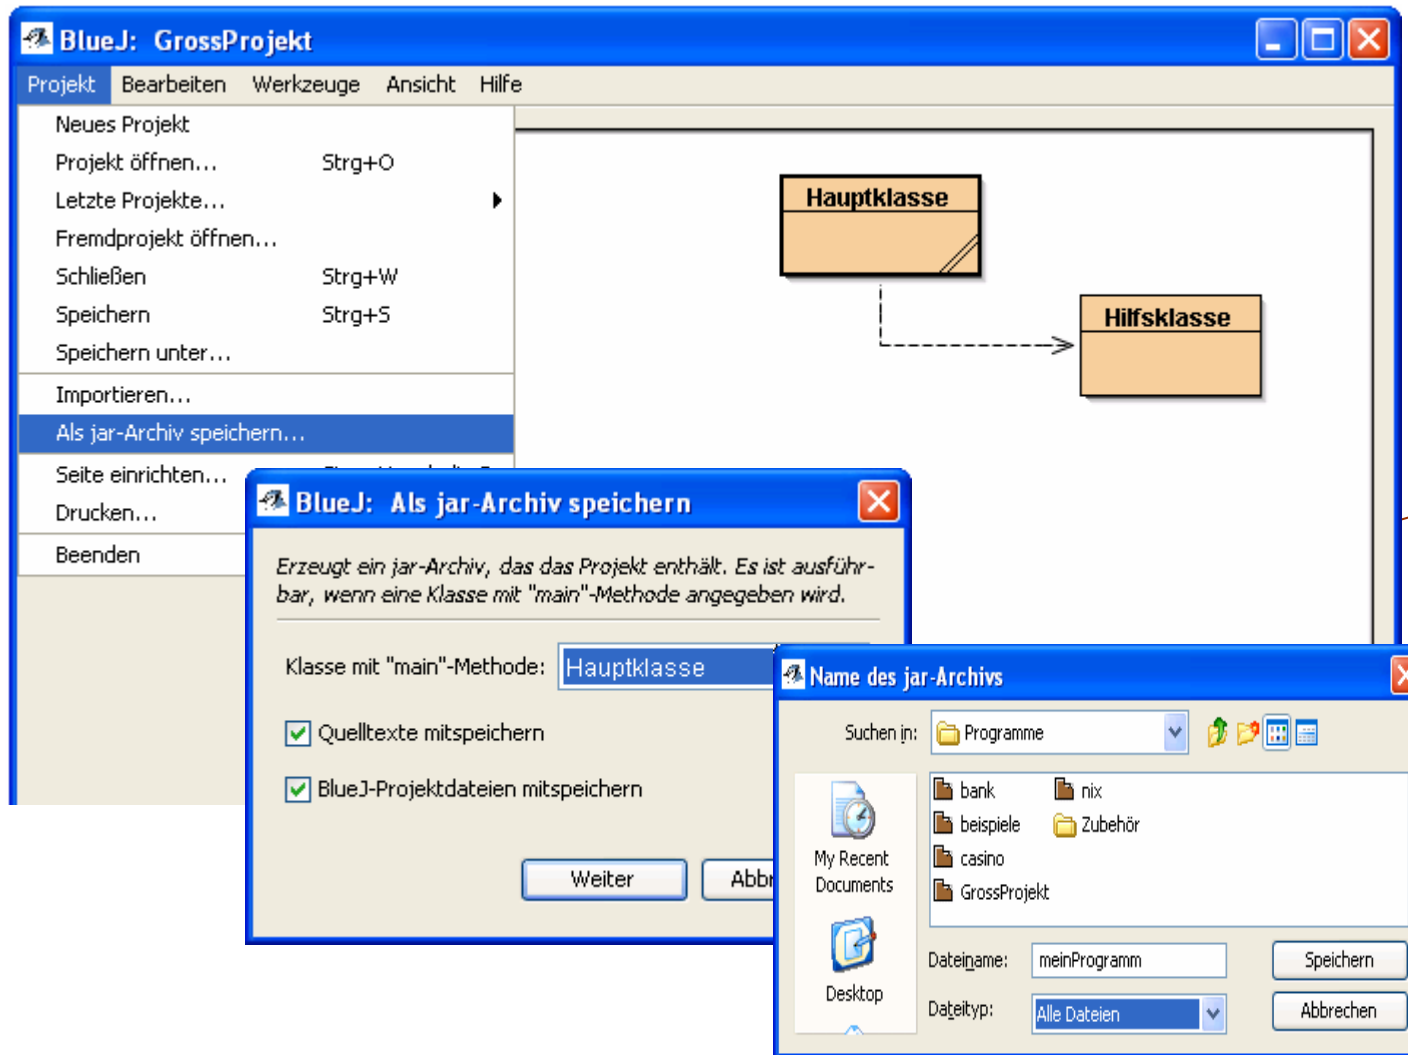 BlueJ: GrossProjekt
Projekt Bearbeiten Werkzeuge Ansicht Hilfe
Neues Projekt
Projekt öffnen... Strg+O
Letzte Projekte...
Fremdprojekt öffnen...
Schließen Strg+W
Speichern Strg+S
Speichern unter...
Importieren...
Als jar-Archiv speichern...
Seite einrichten...
Drucken...
Beenden
Hauptklasse
Hilfsklasse
BlueJ: Als jar-Archiv speichern
Erzeugt ein jar-Archiv, das das Projekt enthält. Es ist ausführ-
bar, wenn eine Klasse mit "main"-Methode angegeben wird.
Klasse mit "main"-Methode: Hauptklasse
Quelltexte mitspeichern
BlueJ-Projektdateien mitspeichern
Weiter
Name des jar-Archivs
Suchen in: Programme
My Recent
Documents
Desktop
bank nix
beispiele Zubehör
casino
GrossProjekt
Dateiname: meinProgramm Speichern
Dateityp: Alle Dateien Abbrechen